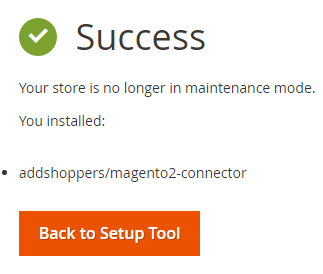 Success
Your store is no longer in maintenance mode.
You installed:
addshoppers/magento2-connector
Back to Setup Tool